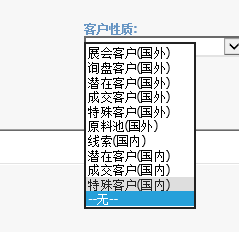 客户性质:
展会客户(国外)
询盘客户(国外)
潜在客户(国外)
成交客户(国外)
特殊客户(国外)
原料池(国外)
线索(国内)
潜在客户(国内)
成交客户(国内)
特殊客户(国内)
--无--